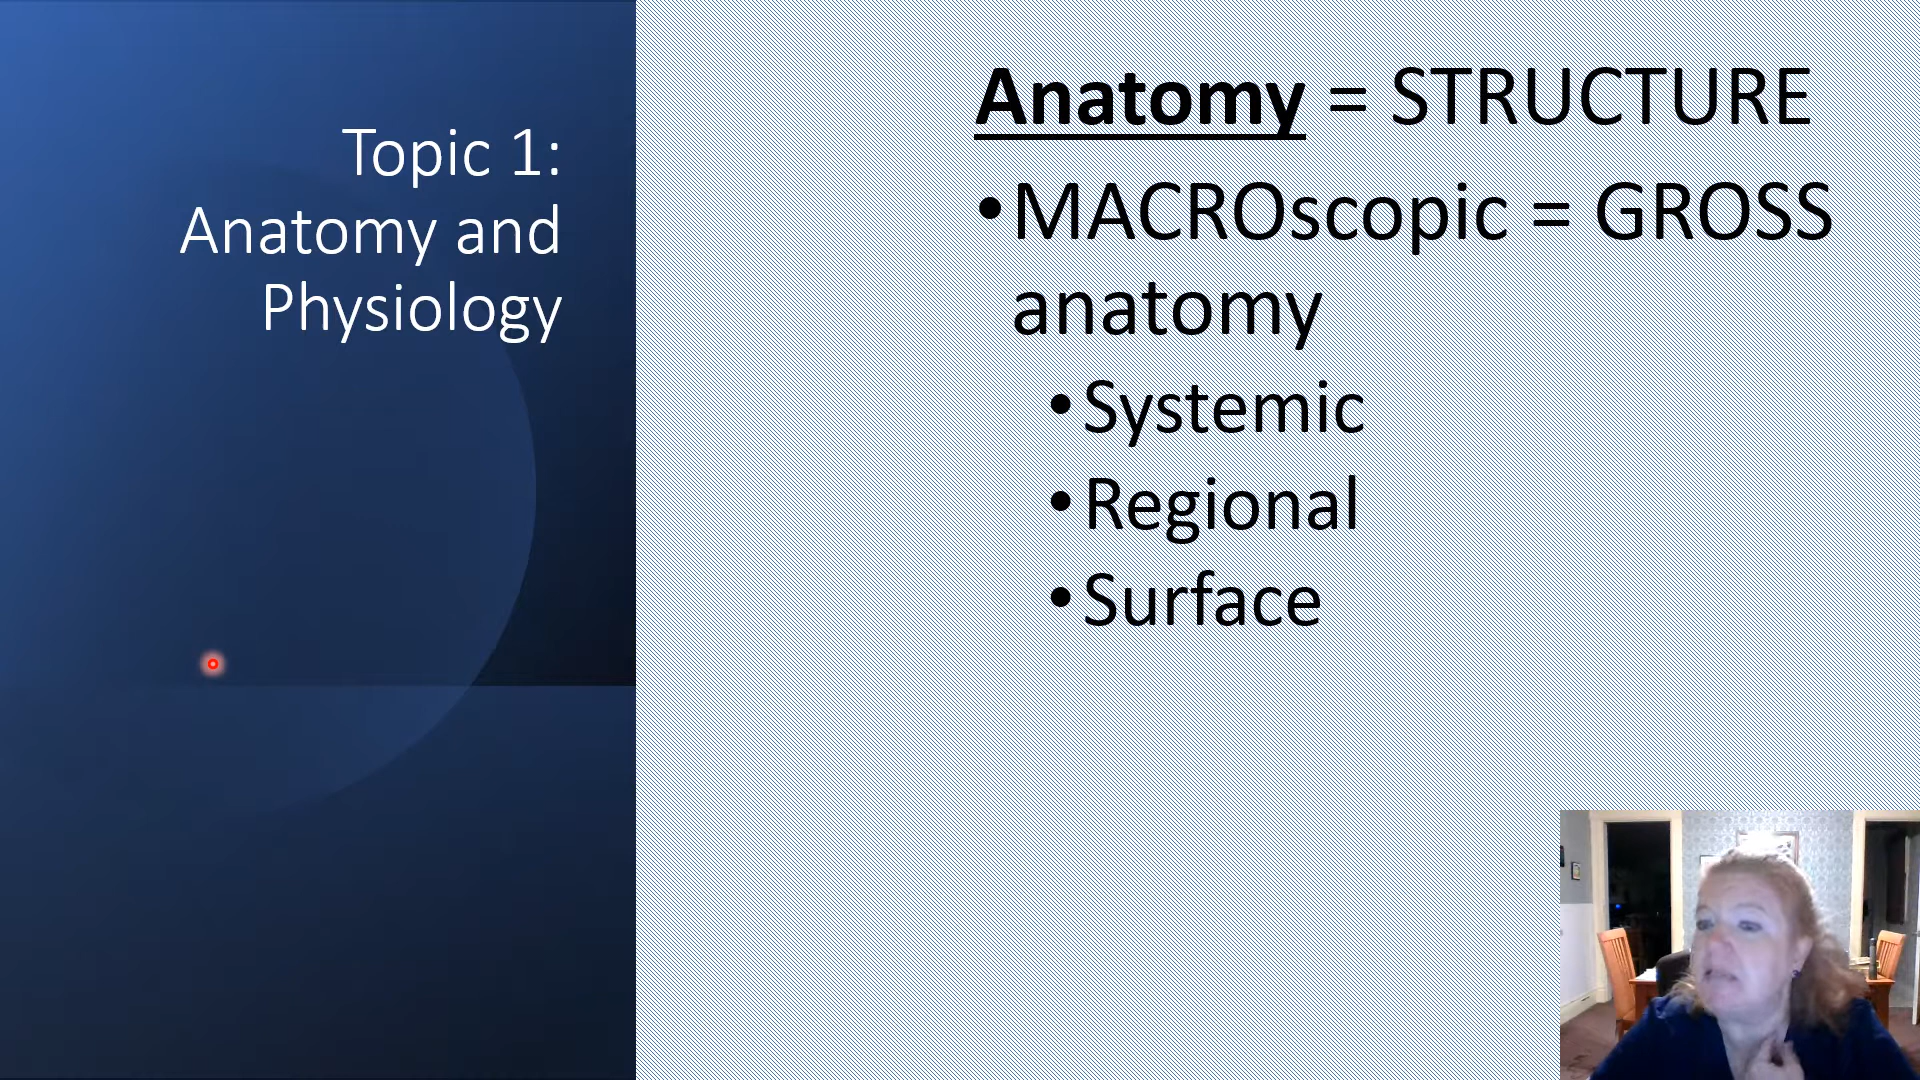 Topic 1:
Anatomy and
Physiology
Anatomy = STRUCTURE
•MACROscopic = GROSS
anatomy
•Systemic
•Regional
•Surface